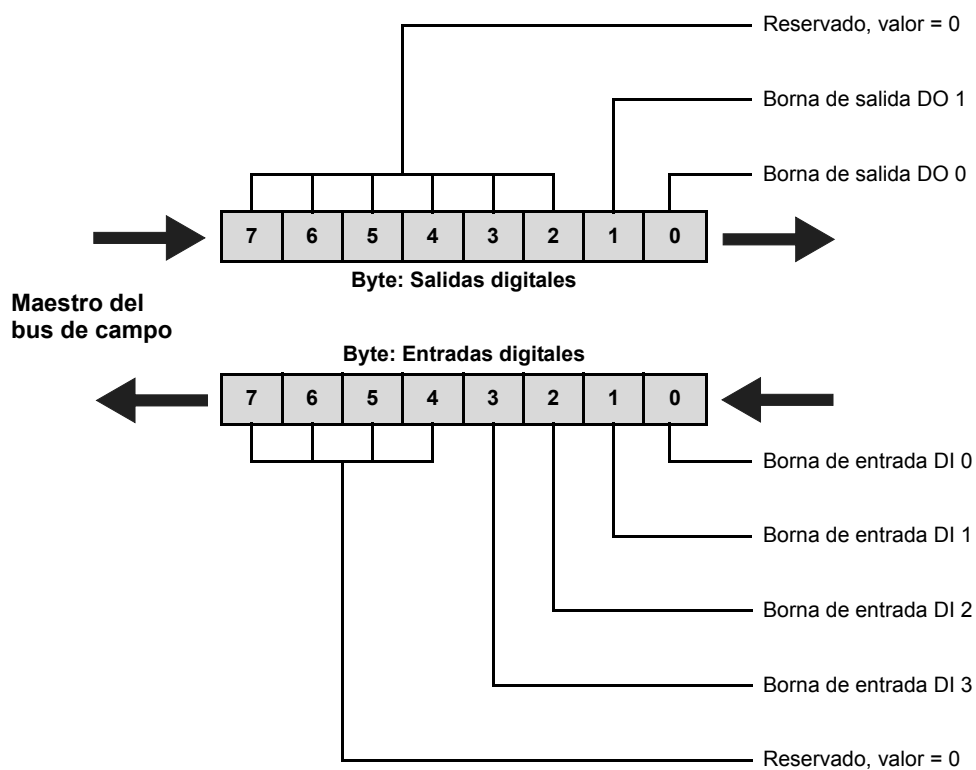 Reservado, valor = 0
Borna de salida DO 1
Borna de salida DO 0
7 6 5 4 3 2 1 0
Byte: Salidas digitales
Maestro del
bus de campo
Byte: Entradas digitales
7 6 5 4 3 2 1 0
Borna de entrada DI 0
Borna de entrada DI 1
Borna de entrada DI 2
Borna de entrada DI 3
Reservado, valor = 0